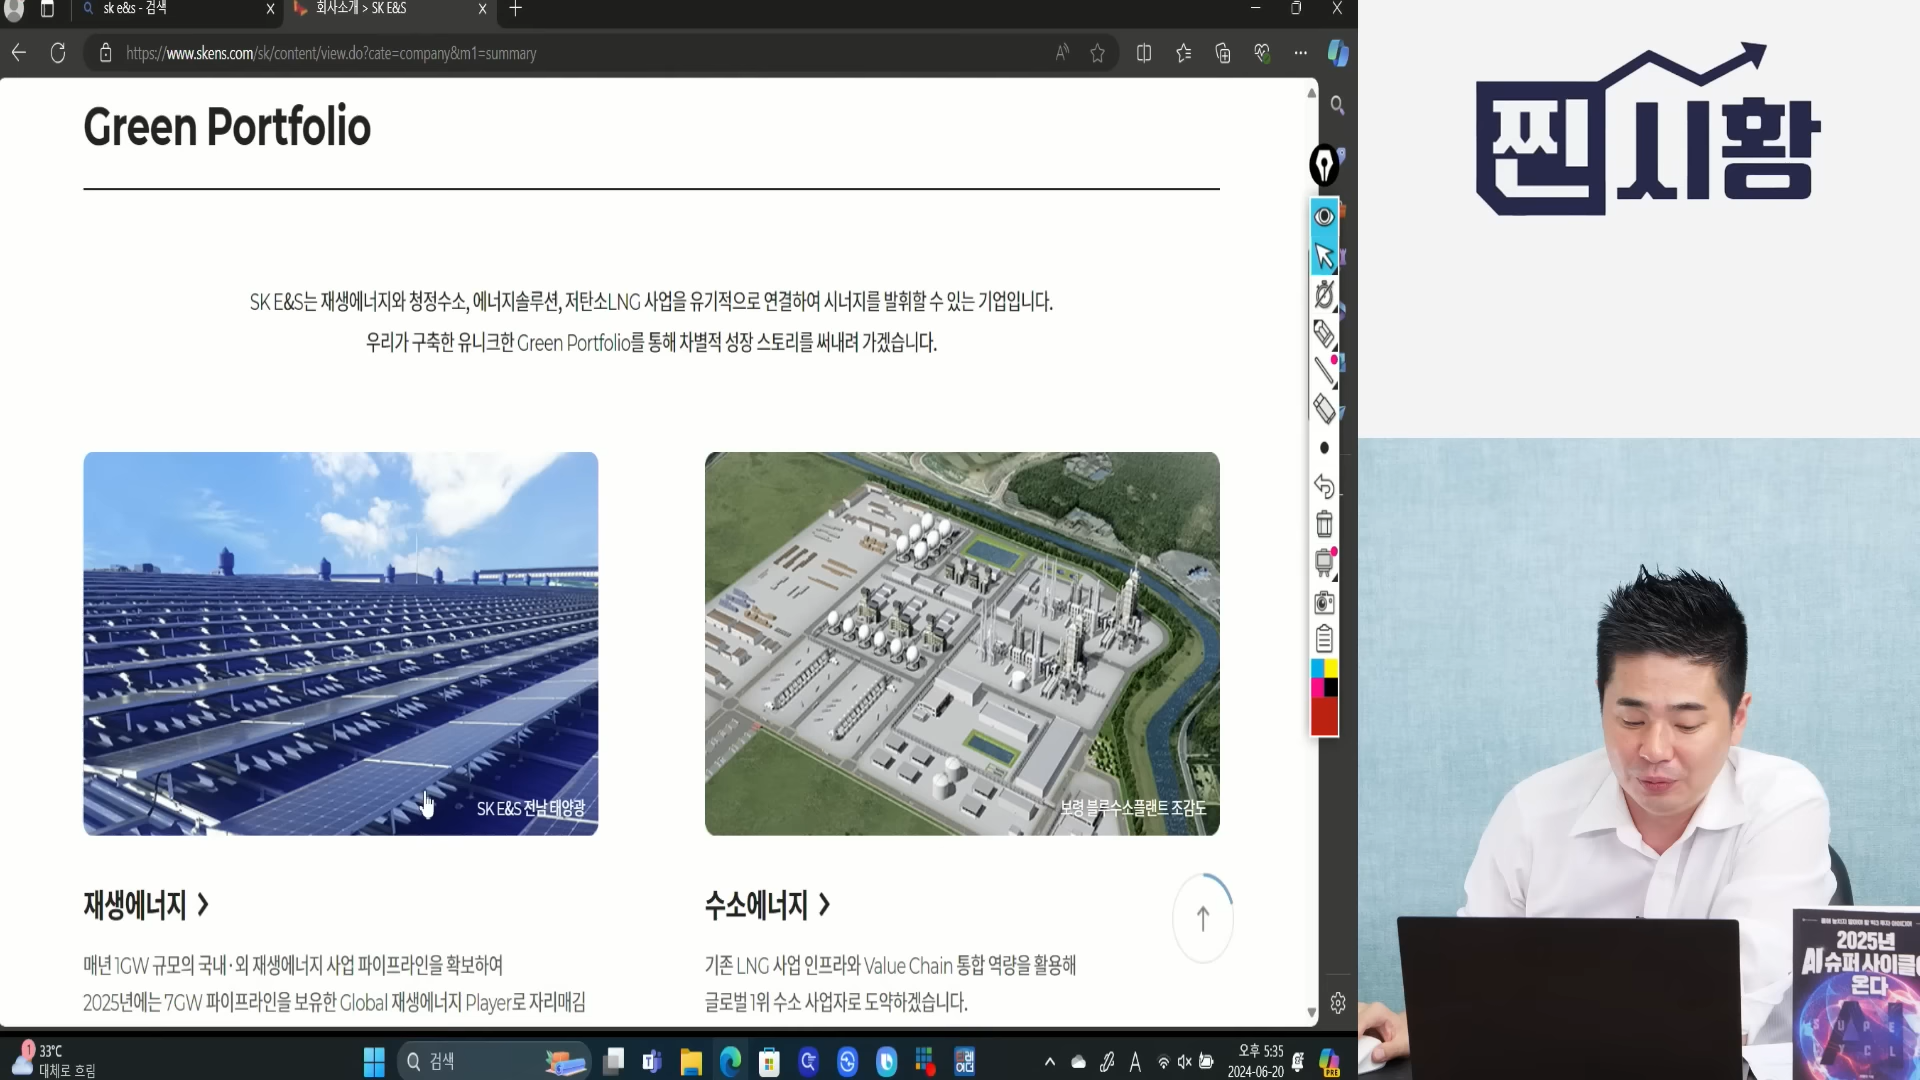 sk e&s - 검색
회사소개 > SK E&S
https://www.skens.com/sk/content/view.do?cate=company&m1=summary
찐시황
Green Portfolio
SK E&S는 재생에너지와 청정수소, 에너지솔루션, 저탄소LNG 사업을 유기적으로 연결하여 시너지를 발휘할 수 있는 기업입니다.
우리가 구축한 유니크한 Green Portfolio를 통해 차별적 성장 스토리를 써내려 가겠습니다.
SK E&S 전남 태양광
보령 블루수소플랜트 조감도
재생에너지 >
매년 1GW 규모의 국내·외 재생에너지 사업 파이프라인을 확보하여
2025년에는 7GW 파이프라인을 보유한 Global 재생에너지 Player로 자리매김
수소에너지 >
기존 LNG 사업 인프라와 Value Chain 통합 역량을 활용해
글로벌 1위 수소 사업자로 도약하겠습니다.
2025년
AI 슈퍼 사이클이
온다
AI
1
33°C
대체로 흐림
검색
A
오후 5:35
2024-06-20
PRE